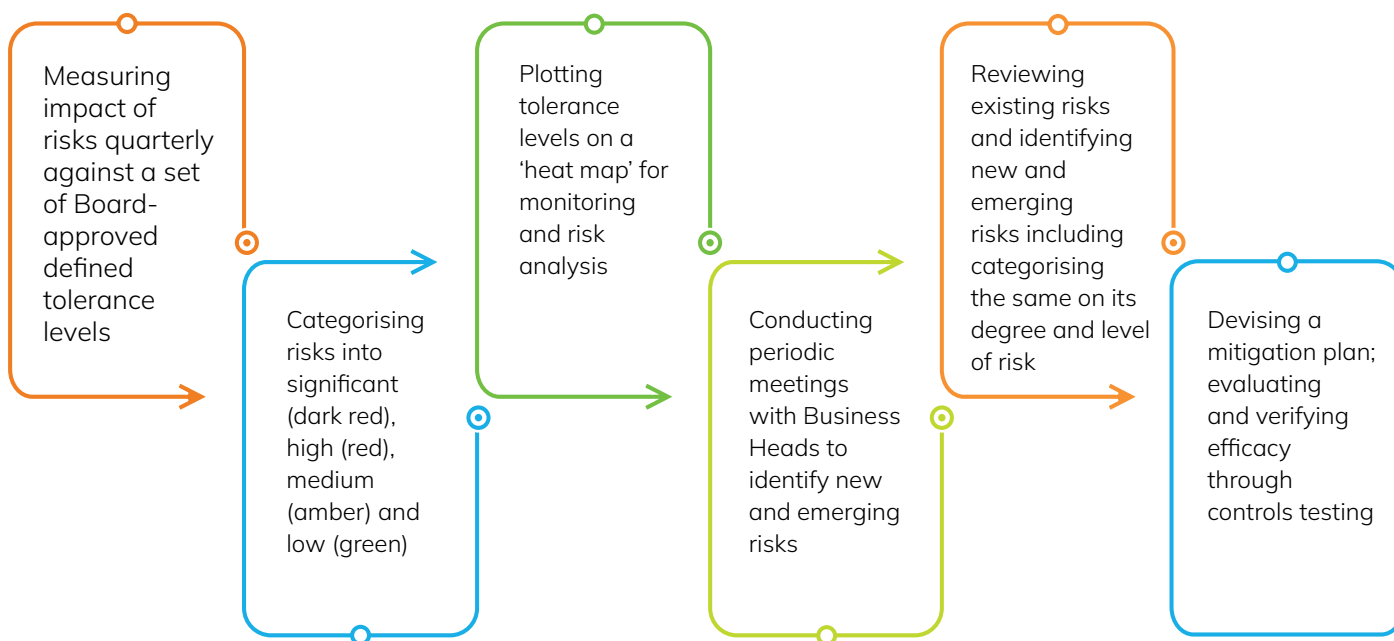 Measuring
impact of
risks quarterly
against a set
of Board-
approved
defined
tolerance
levels
Categorising
risks into
significant
(dark red),
high (red),
medium
(amber) and
low (green)
Plotting
tolerance
levels on a
‘heat map’ for
monitoring
and risk
analysis
Conducting
periodic
meetings
with Business
Heads to
identify new
and emerging
risks
Reviewing
existing risks
and identifying
new and
emerging
risks including
categorising
the same on its
degree and level
of risk
Devising a
mitigation plan;
evaluating
and verifying
efficacy
through
controls testing